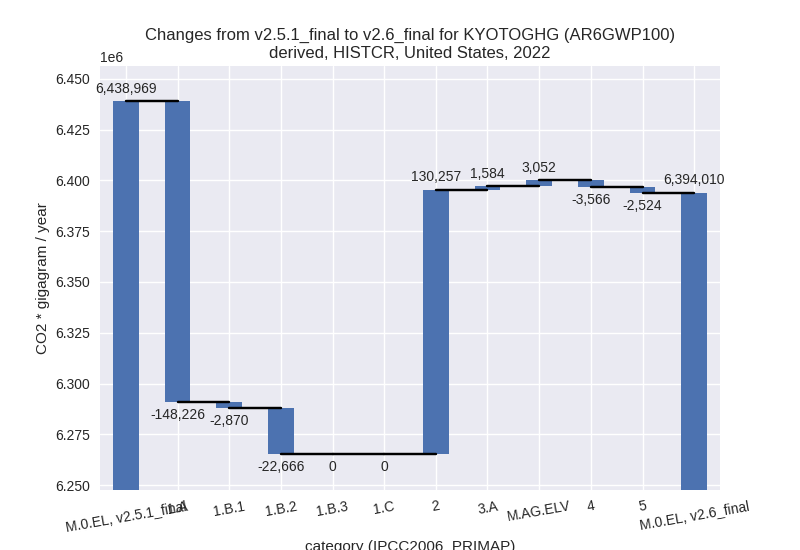 Changes from v2.5.1_final to v2.6_final for KYOTOGHG (AR6GWP100)
derived, HISTCR, United States, 2022
1e6
6.450
6.425
6.400
6.375
6.350
6.325
6.300
6.275
6.250
CO2 * gigagram / year
6,438,969
-148,226
-2,870
-22,666
0
0
130,257
1,584
3,052
-3,566
-2,524
6,394,010
M.0.EL, v2.5.1_final
1.A
1.B.1
1.B.2
1.B.3
1.C
2
3.A
M.AG.ELV
4
5
M.0.EL, v2.6_final
category (IPCC2006_PRIMAP)